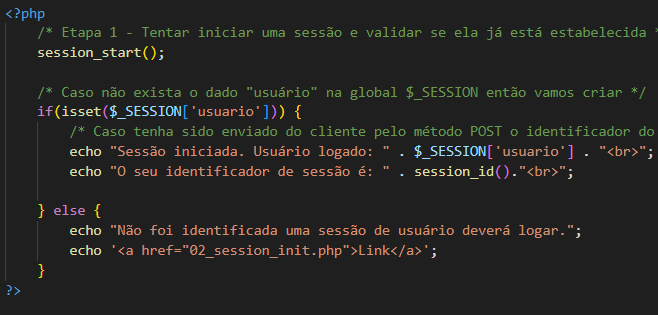 <?php
/* Etapa 1 - Tentar iniciar uma sessão e validar se ela já está estabelecida *
session_start();
/* Caso não exista o dado "usuário" na global $_SESSION então vamos criar */
if(isset($_SESSION['usuario'])) {
/* Caso tenha sido enviado do cliente pelo método POST o identificador do
echo "Sessão iniciada. Usuário logado: " . $_SESSION['usuario'] . "<br>";
echo "O seu identificador de sessão é: " . session_id()."<br>";
} else {
echo "Não foi identificada uma sessão de usuário deverá logar.";
echo '<a href="02_session_init.php">Link</a>';
}
?>